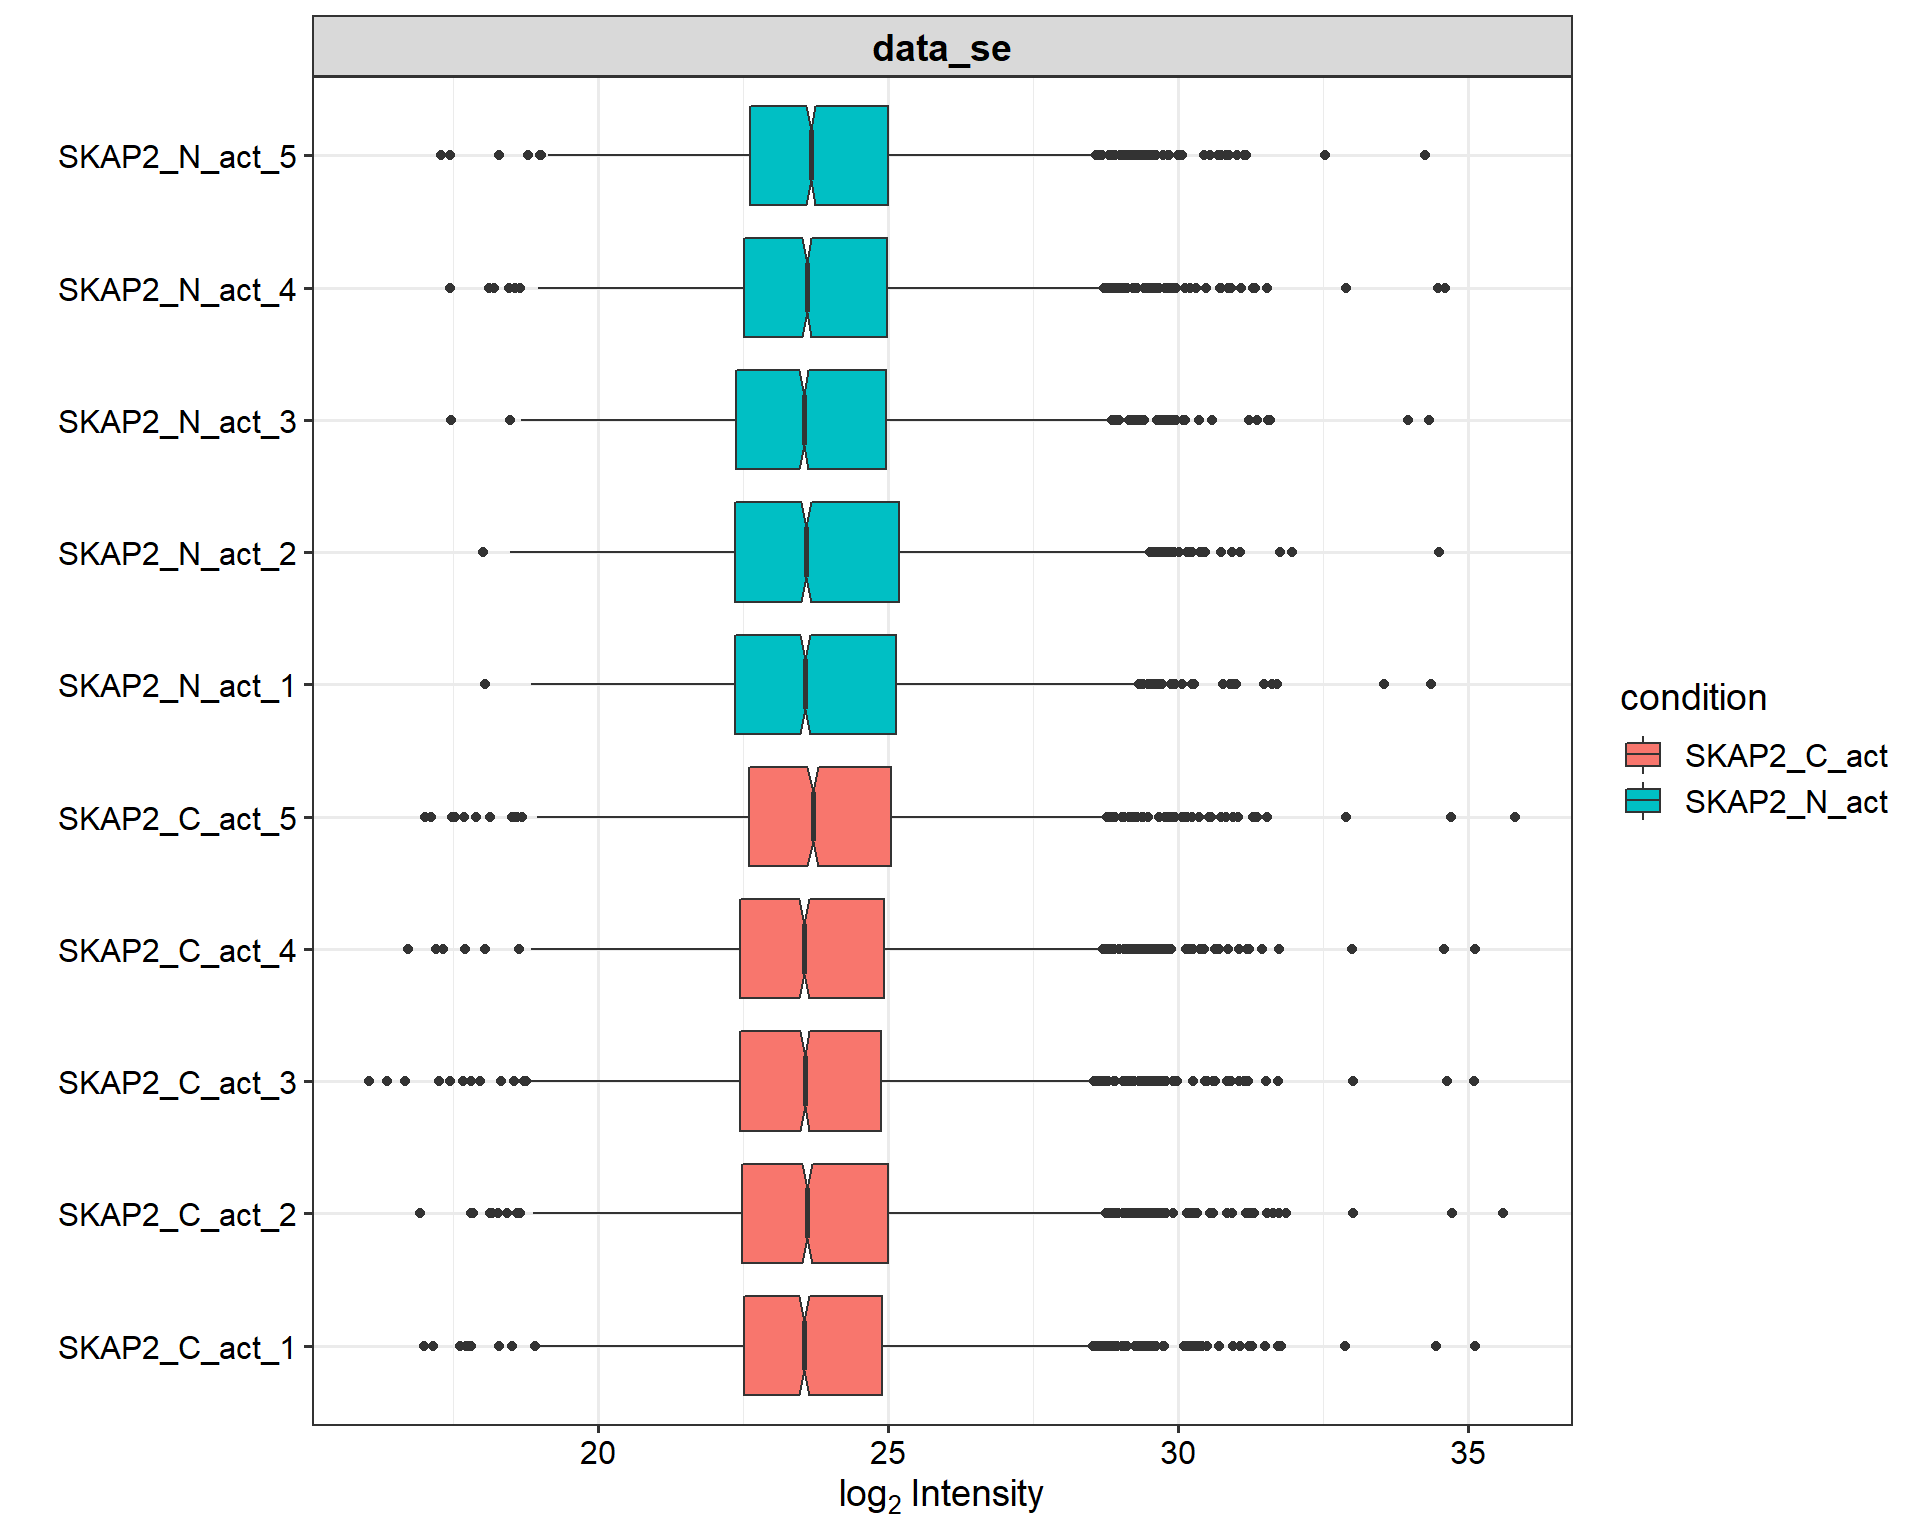 data_se
SKAP2_N_act_5
SKAP2_N_act_4
SKAP2_N_act_3
SKAP2_N_act_2
SKAP2_N_act_1
SKAP2_C_act_5
SKAP2_C_act_4
SKAP2_C_act_3
SKAP2_C_act_2
SKAP2_C_act_1
20 25 30 35
log₂ Intensity
condition
SKAP2_C_act
SKAP2_N_act